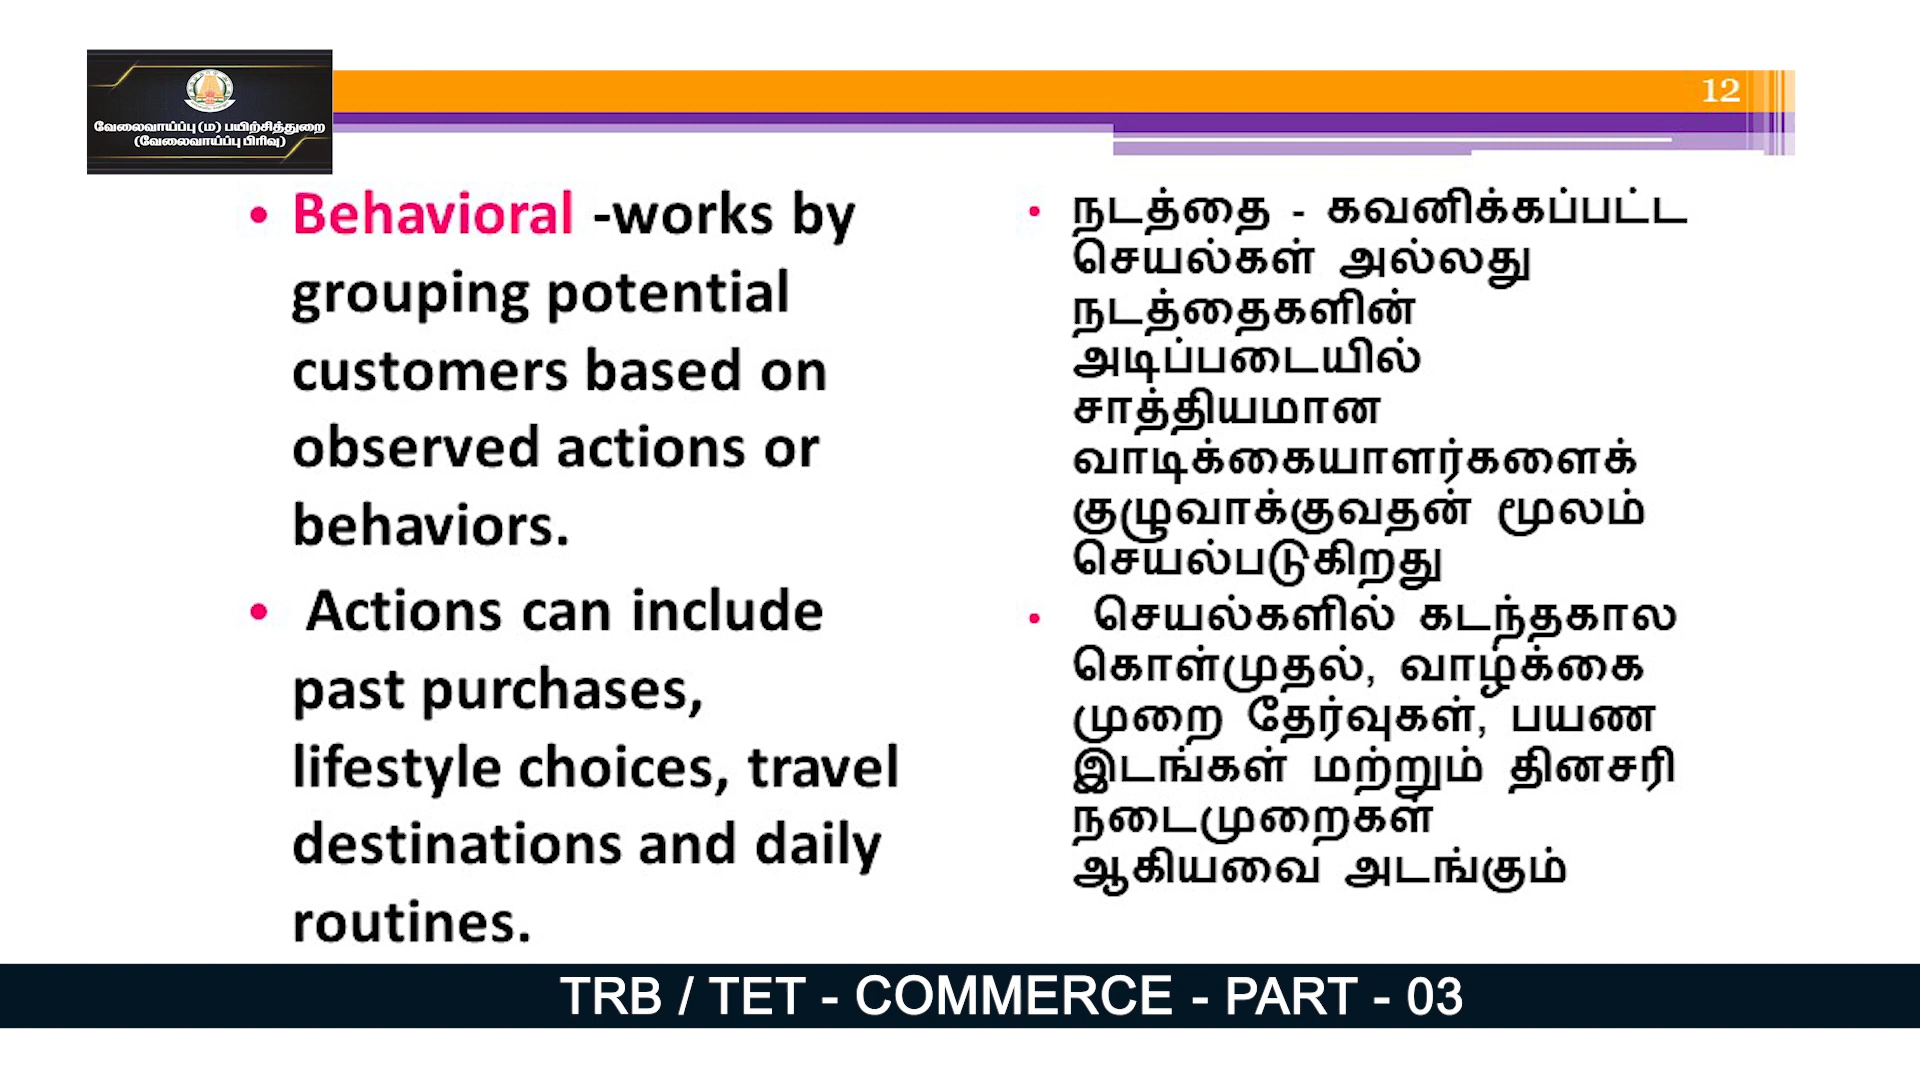 வேலைவாய்ப்பு (ம) பயிற்சித்துறை
(வேலைவாய்ப்பு பிரிவு)
12
• Behavioral -works by
grouping potential
customers based on
observed actions or
behaviors.
• Actions can include
past purchases,
lifestyle choices, travel
destinations and daily
routines.
• நடத்தை - கவனிக்கப்பட்ட
செயல்கள் அல்லது
நடத்தைகளின்
அடிப்படையில்
சாத்தியமான
வாடிக்கையாளர்களைக்
குழுவாக்குவதன் மூலம்
செயல்படுகிறது
• செயல்களில் கடந்தகால
கொள்முதல், வாழ்க்கை
முறை தேர்வுகள், பயண
இடங்கள் மற்றும் தினசரி
நடைமுறைகள்
ஆகியவை அடங்கும்
TRB / TET - COMMERCE - PART - 03